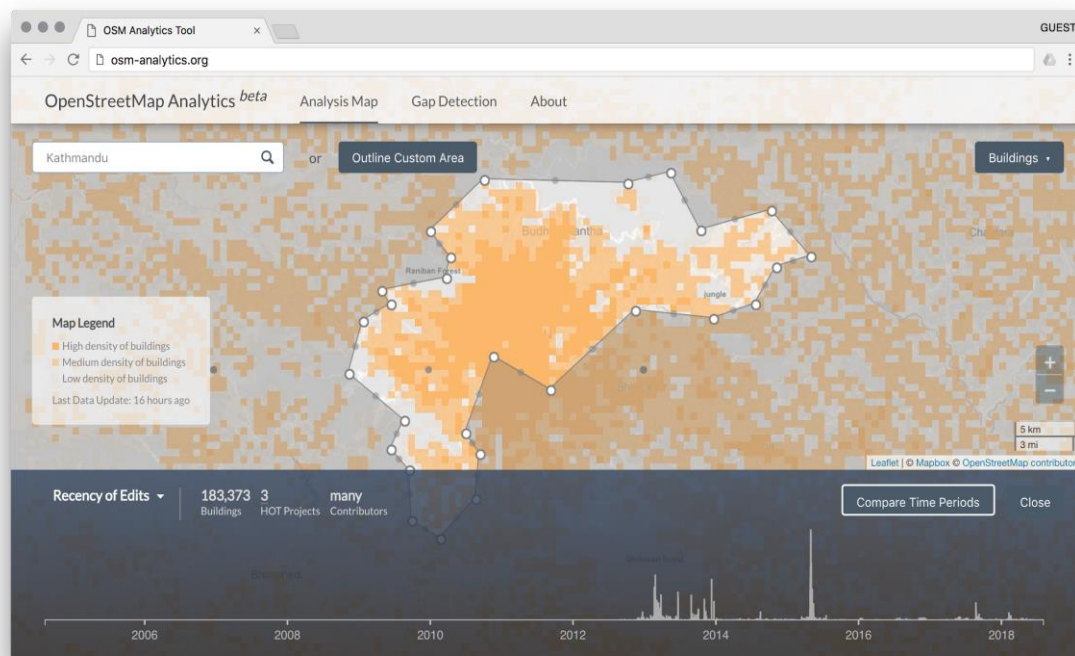 OSM Analytics Tool
GUEST
osm-analytics.org
OpenStreetMap Analytics beta
Analysis Map
Gap Detection
About
Kathmandu
or
Outline Custom Area
Buildings
Raniban Forest
Jungle
Map Legend
High density of buildings
Medium density of buildings
Low density of buildings
Last Data Update: 16 hours ago
+
−
5 km
3 mi
Leaflet | © Mapbox © OpenStreetMap contributor
Recency of Edits
183,373 3 many
Buildings HOT Projects Contributors
Compare Time Periods
Close
2006 2008 2010 2012 2014 2016 2018